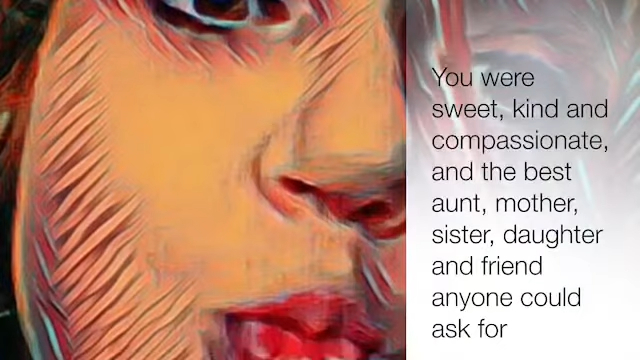 You were
sweet, kind and
compassionate,
and the best
aunt, mother,
sister, daughter
and friend
anyone could
ask for